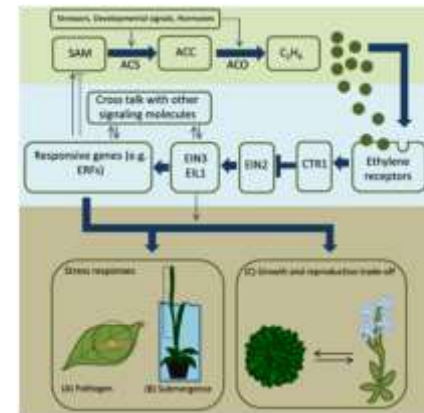 Stressors, Developmental signals, Hormones
SAM
ACS
ACC
ACO
C₂H₄
Cross talk with other
signaling molecules
Responsive genes (e.g.
ERFs)
EIN3
EIL1
EIN2
CTR1
Ethylene
receptors
Stress responses
(A) Pathogen
(B) Submergence
(C) Growth and reproduction trade-off